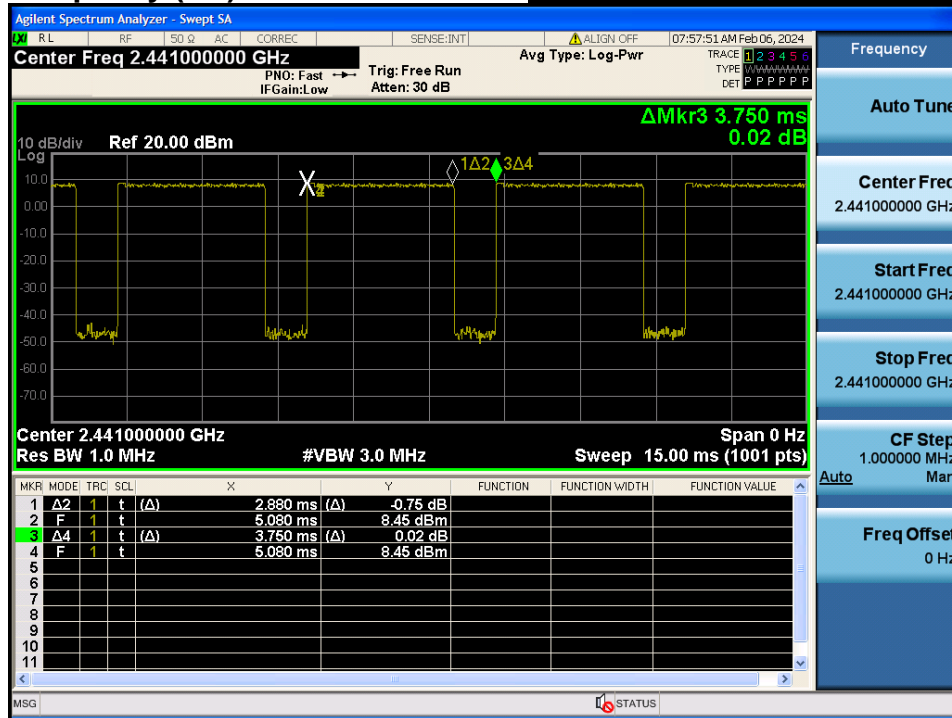 Agilent Spectrum Analyzer - Swept SA
LXI RL RF 50 Ω AC CORREC SENSE:INT ALIGN OFF 07:57:51 AM Feb 06, 2024
Center Freq 2.441000000 GHz Avg Type: Log-Pwr TRACE 1 2 3 4 5 6
PNO: Fast Trig: Free Run TYPE WWWWWW
IFGain:Low Atten: 30 dB DET P P P P P P
ΔMkr3 3.750 ms
0.02 dB
10 dB/div Ref 20.00 dBm
Log
10.0
0.00
-10.0
-20.0
-30.0
-40.0
-50.0
-60.0
-70.0
1Δ2 3Δ4
X
Center 2.441000000 GHz Span 0 Hz
Res BW 1.0 MHz #VBW 3.0 MHz Sweep 15.00 ms (1001 pts)
MKR MODE TRC SCL X Y FUNCTION FUNCTION WIDTH FUNCTION VALUE
1 Δ2 1 t (Δ) 2.880 ms (Δ) -0.75 dB
2 F 1 t 5.080 ms 8.45 dBm
3 Δ4 1 t (Δ) 3.750 ms (Δ) 0.02 dB
4 F 1 t 5.080 ms 8.45 dBm
5
6
7
8
9
10
11
MSG STATUS
Frequency
Auto Tune
Center Freq
2.441000000 GHz
Start Freq
2.441000000 GHz
Stop Freq
2.441000000 GHz
CF Step
1.000000 MHz
Auto Man
Freq Offset
0 Hz